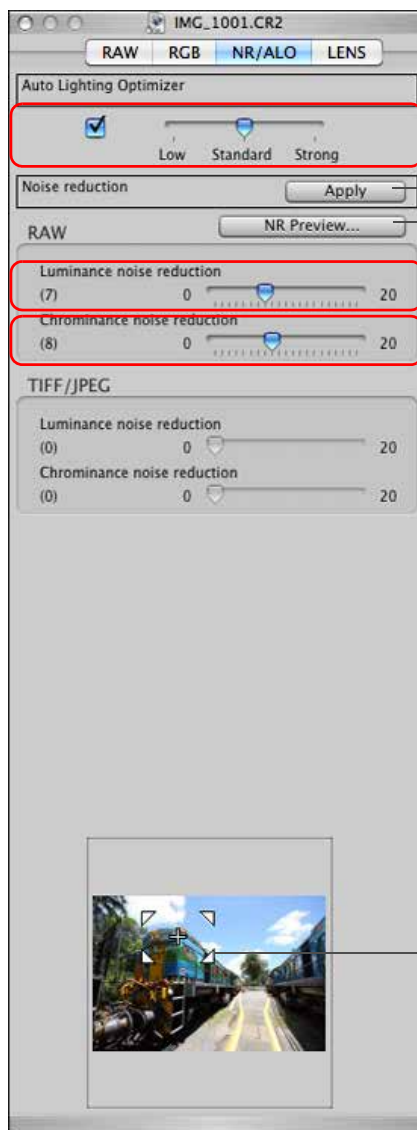 IMG_1001.CR2
RAW RGB NR/ALO LENS
Auto Lighting Optimizer
Low Standard Strong
Noise reduction Apply
RAW NR Preview...
Luminance noise reduction
(7) 0 20
Chrominance noise reduction
(8) 0 20
TIFF/JPEG
Luminance noise reduction
(0) 0 20
Chrominance noise reduction
(0) 0 20